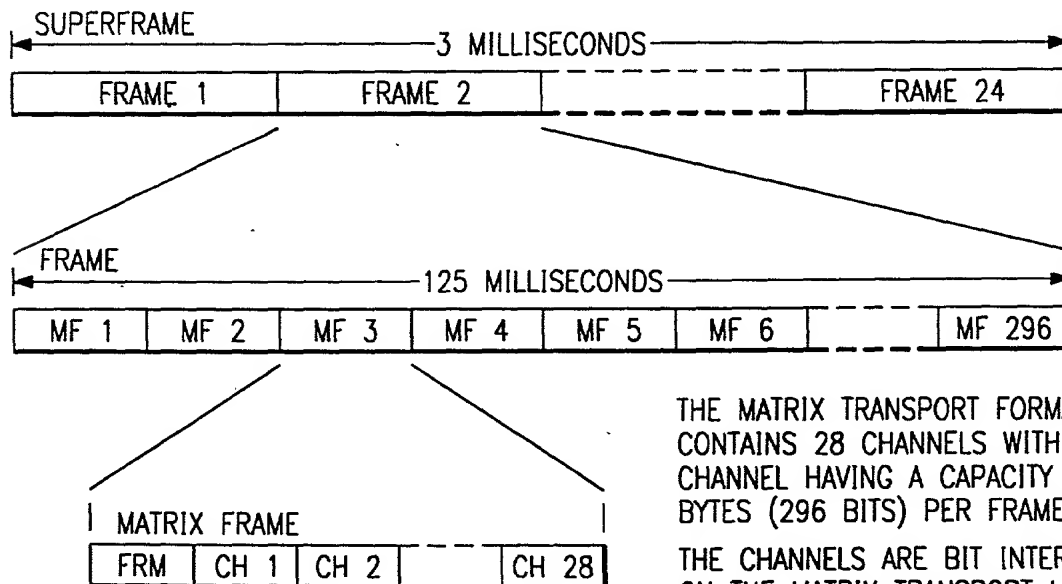 SUPERFRAME
3 MILLISECONDS
FRAME 1 FRAME 2 FRAME 24
FRAME
125 MILLISECONDS
MF 1 MF 2 MF 3 MF 4 MF 5 MF 6 MF 296
THE MATRIX TRANSPORT
CONTAINS 28 CHANNELS WITH
CHANNEL HAVING A CAPACITY
BYTES (296 BITS) PER FRAME
MATRIX FRAME
FRM CH 1 CH 2 CH 28
THE CHANNELS ARE BIT